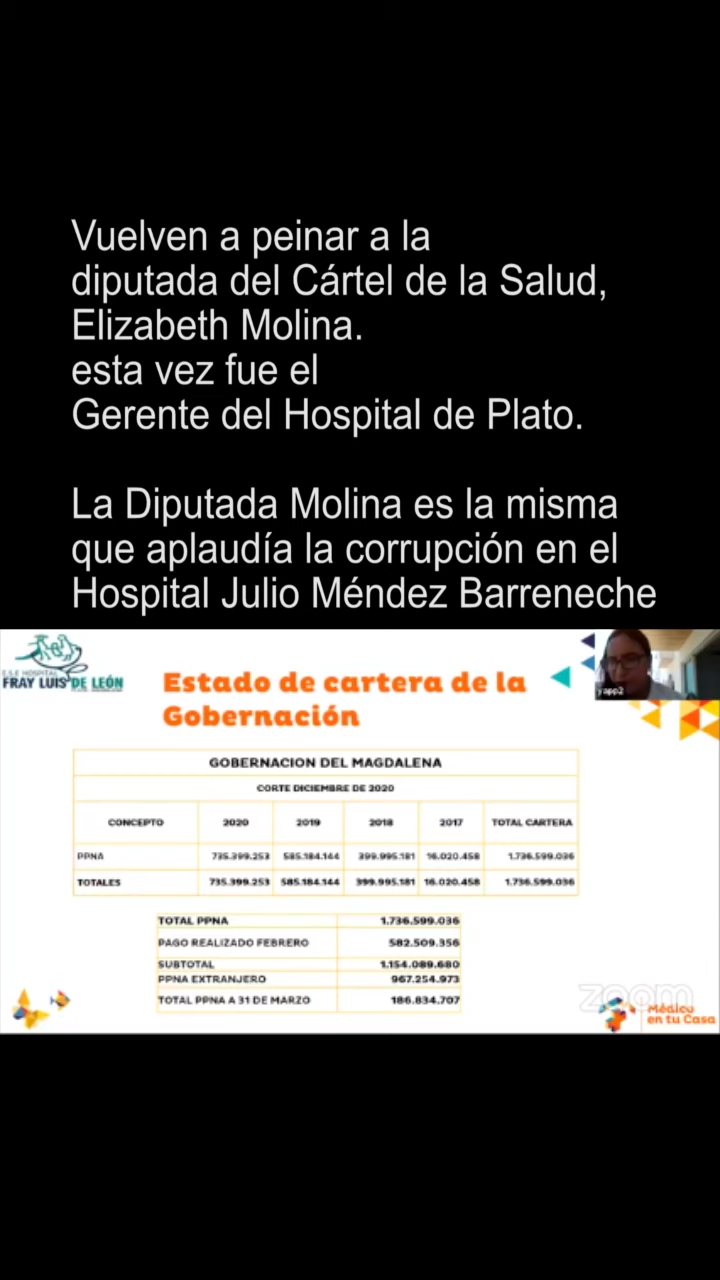 Vuelven a peinar a la
diputada del Cártel de la Salud,
Elizabeth Molina.
esta vez fue el
Gerente del Hospital de Plato.
La Diputada Molina es la misma
que aplaudía la corrupción en el
Hospital Julio Méndez Barreneche
E.S.E HOSPITAL
FRAY LUIS DE LEÓN
Estado de cartera de la
Gobernación
yapp2
GOBERNACION DEL MAGDALENA
CORTE DICIEMBRE DE 2020
CONCEPTO 2020 2019 2018 2017 TOTAL CARTERA
PPNA 735.399.253 585.184.144 399.995.181 16.020.458 1.736.599.036
TOTALES 735.399.253 585.184.144 399.995.181 16.020.458 1.736.599.036
TOTAL PPNA 1.736.599.036
PAGO REALIZADO FEBRERO 582.509.356
SUBTOTAL 1.154.089.680
PPNA EXTRANJERO 967.254.973
TOTAL PPNA A 31 DE MARZO 186.834.707
zoom
Médico
en tu Casa